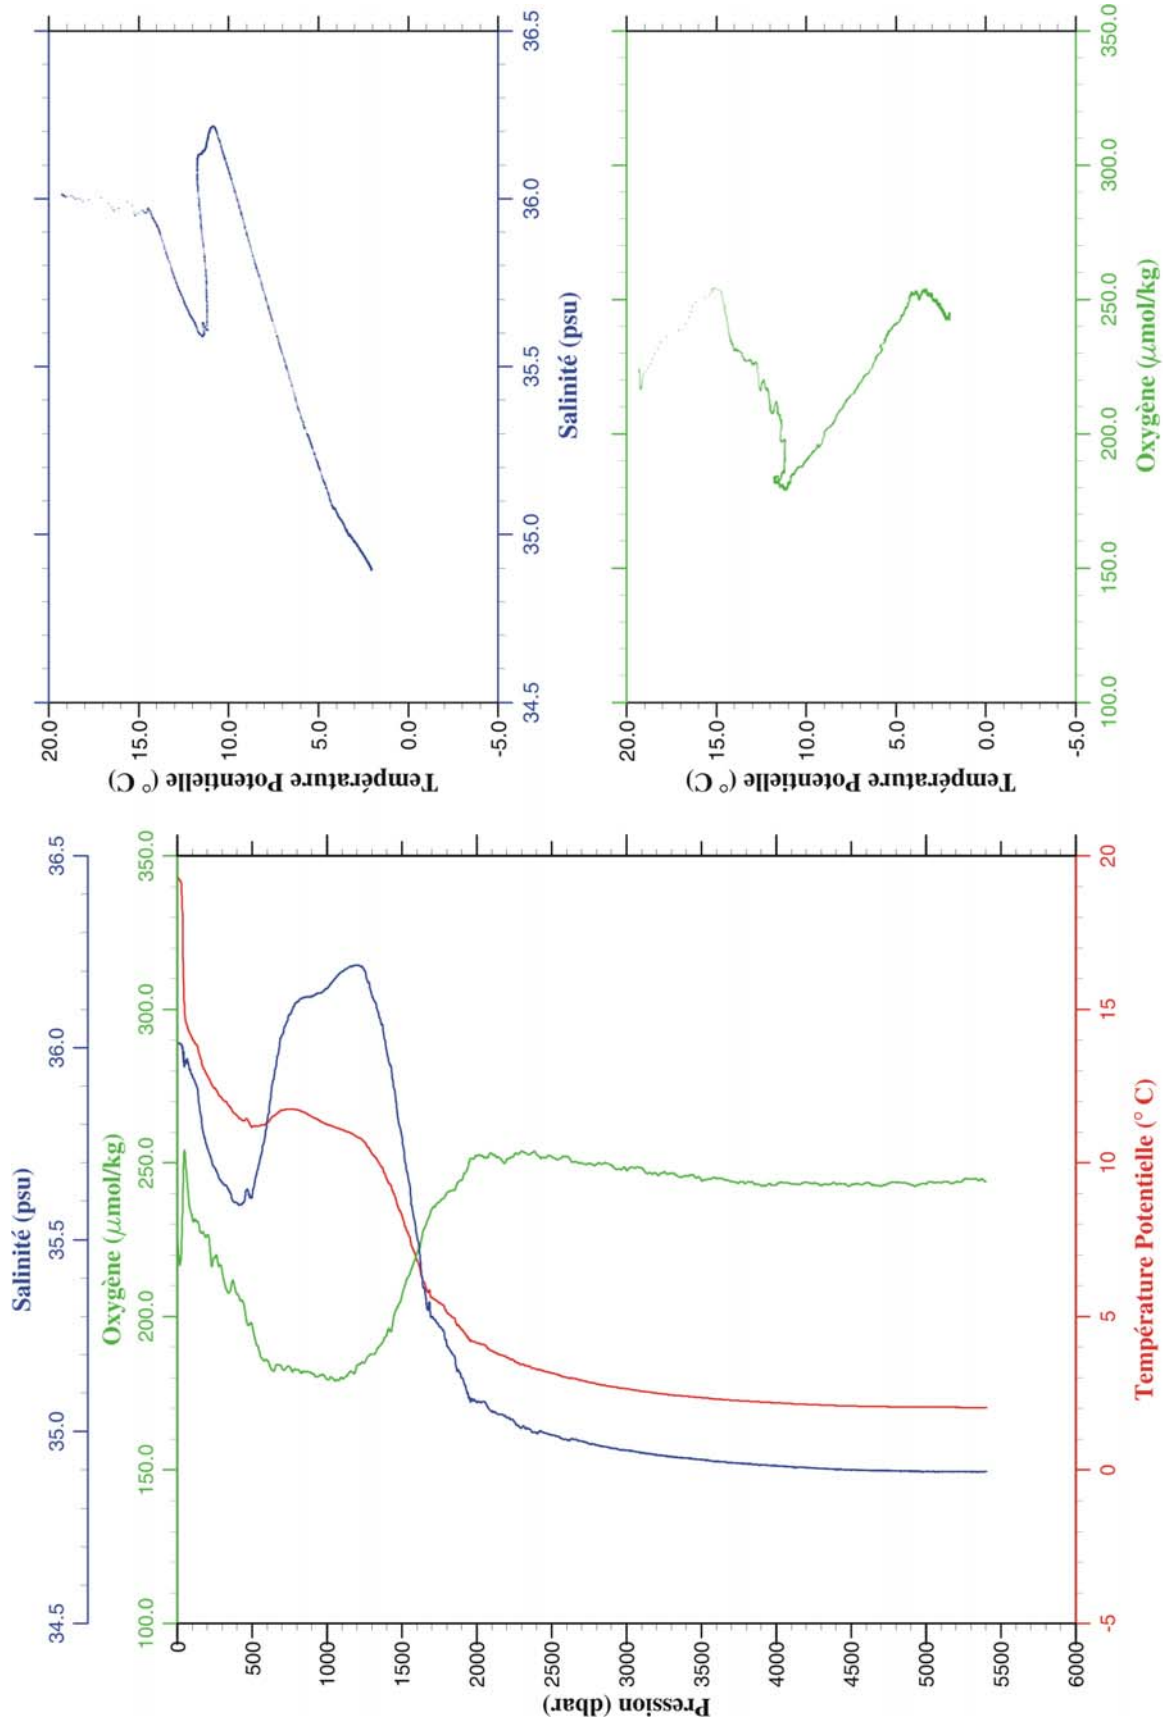 Salinité (psu)
34.5 35.0 35.5 36.0 36.5
Oxygène (μmol/kg)
100.0 150.0 200.0 250.0 300.0 350.0
Pression (dbar)
0
500
1000
1500
2000
2500
3000
3500
4000
4500
5000
5500
6000
-5 0 5 10 15 20
Température Potentielle (° C)
Température Potentielle (° C)
20.0
15.0
10.0
5.0
0.0
-5.0
34.5 35.0 35.5 36.0 36.5
Salinité (psu)
Température Potentielle (° C)
20.0
15.0
10.0
5.0
0.0
-5.0
100.0 150.0 200.0 250.0 300.0 350.0
Oxygène (μmol/kg)